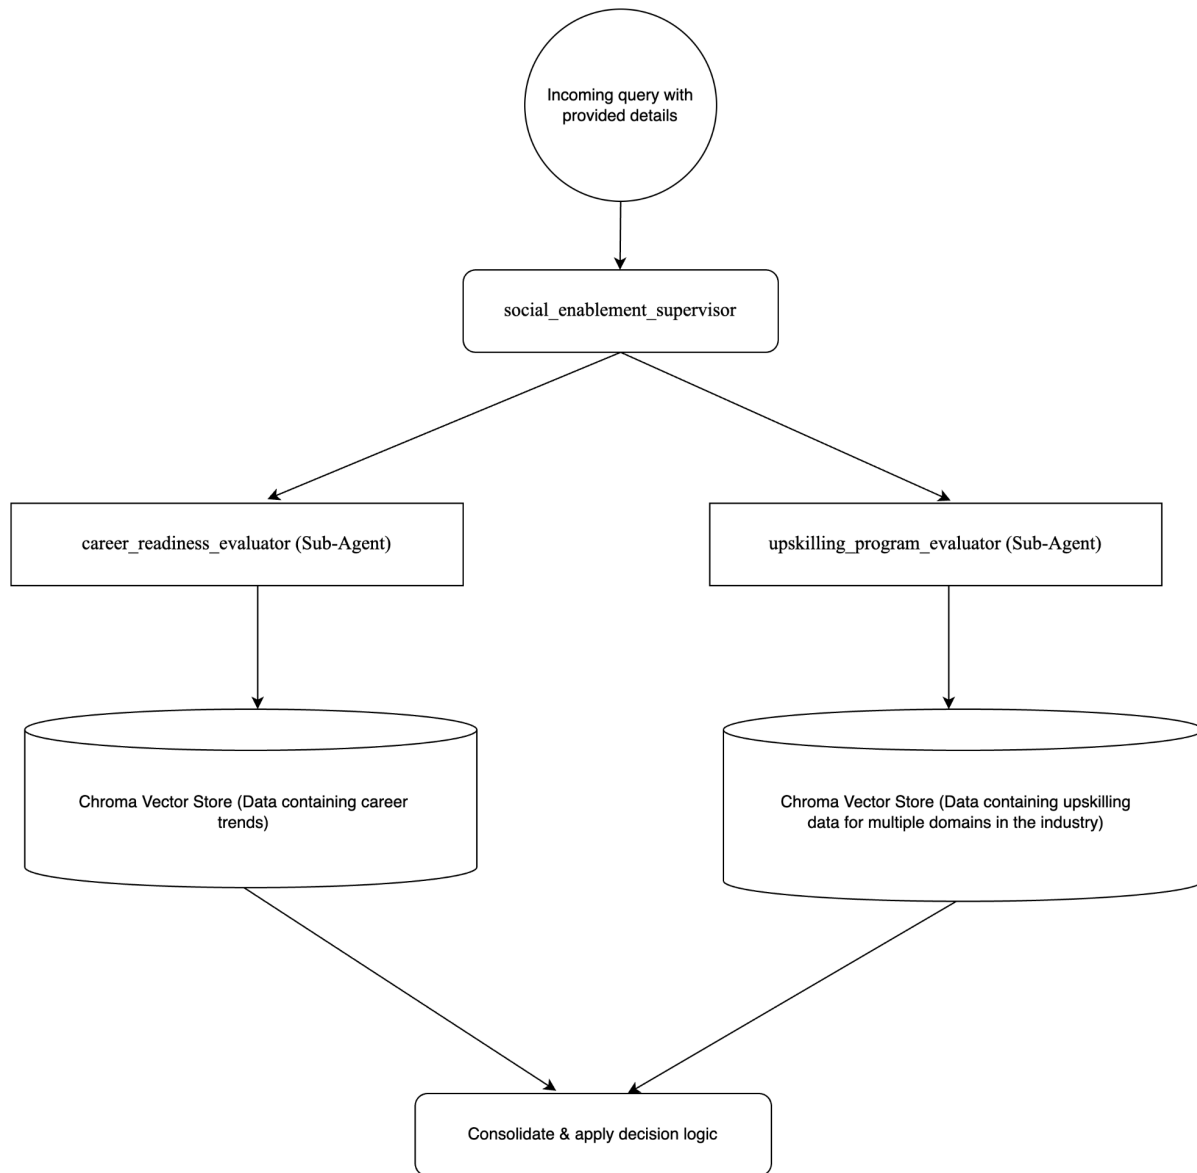 Incoming query with
provided details
social_enablement_supervisor
career_readiness_evaluator (Sub-Agent)
upskilling_program_evaluator (Sub-Agent)
Chroma Vector Store (Data containing career
trends)
Chroma Vector Store (Data containing upskilling
data for multiple domains in the industry)
Consolidate & apply decision logic